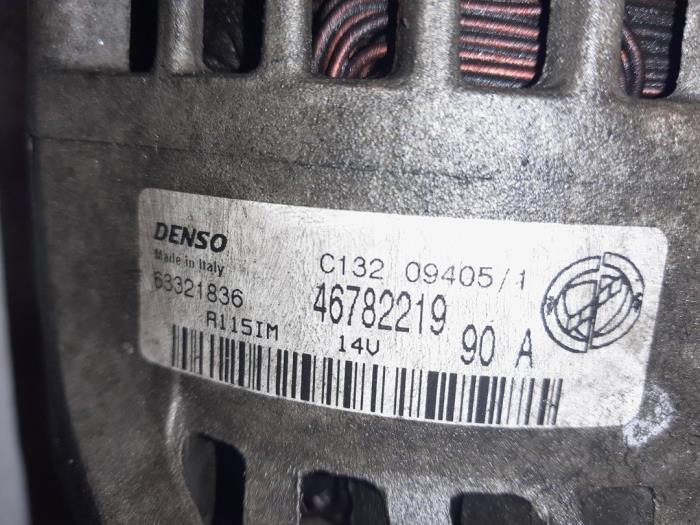 DENSO
Made in Italy
63321836
A115IM
C132 09405/1
46782219
14V
90 A